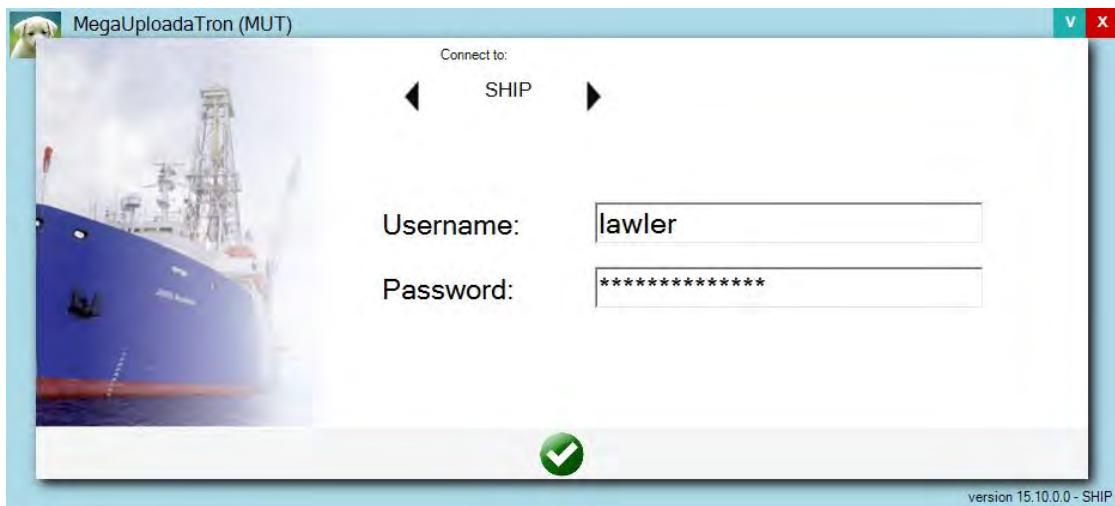 MegaUploadaTron (MUT)
V X
Connect to:
SHIP
Username: lawler
Password: **************
version 15.10.0.0 - SHIP